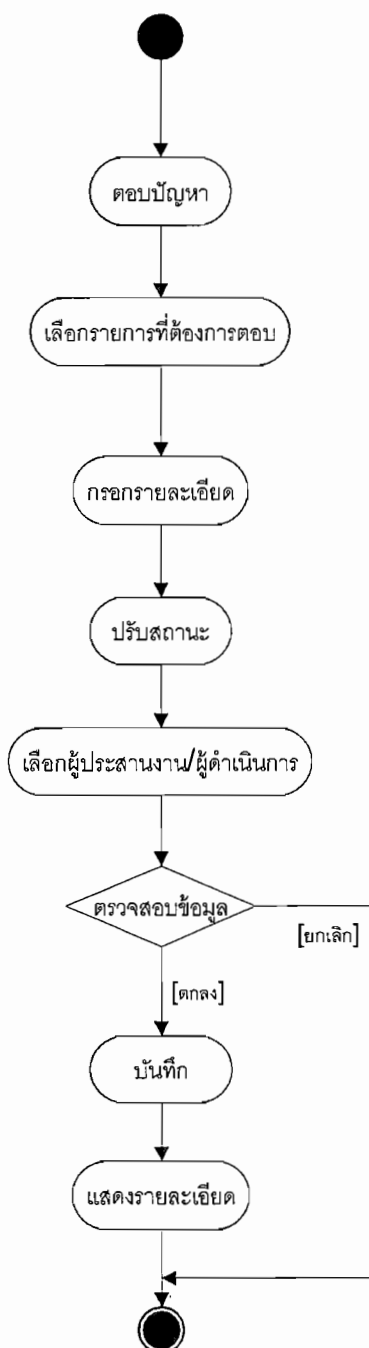 ตอบปัญหา
เลือกรายการที่ต้องการตอบ
กรอกรายละเอียด
ปรับสถานะ
เลือกผู้ประสานงาน/ผู้ดำเนินการ
ตรวจสอบข้อมูล
[ยกเลิก]
[ตกลง]
บันทึก
แสดงรายละเอียด